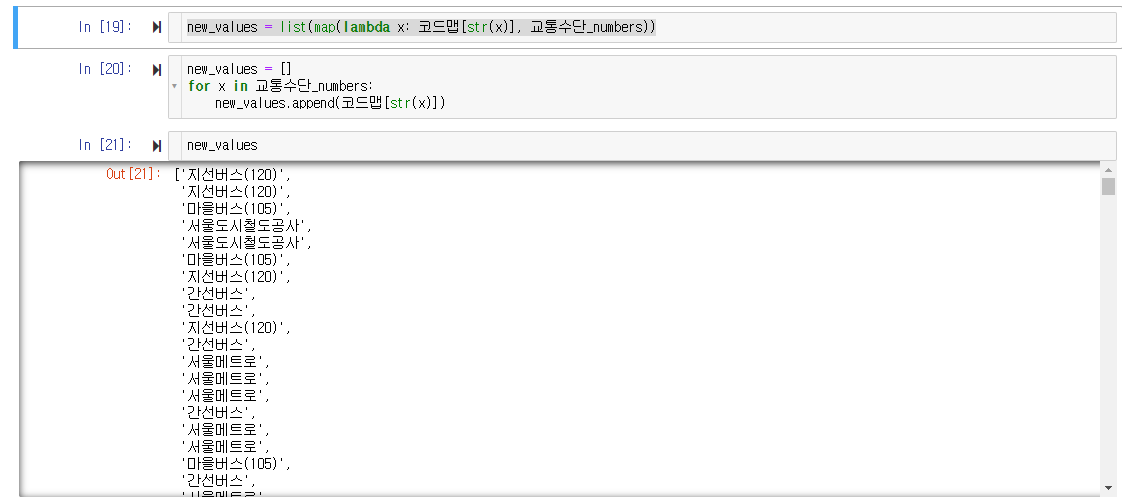 In [19]: new_values = list(map(lambda x: 코드맵[str(x)], 교통수단_numbers))
In [20]: new_values = []
for x in 교통수단_numbers:
    new_values.append(코드맵[str(x)])
In [21]: new_values
Out[21]: ['지선버스(120)',
'지선버스(120)',
'마을버스(105)',
'서울도시철도공사',
'서울도시철도공사',
'마을버스(105)',
'지선버스(120)',
'간선버스',
'간선버스',
'지선버스(120)',
'간선버스',
'서울메트로',
'서울메트로',
'서울메트로',
'간선버스',
'서울메트로',
'서울메트로',
'마을버스(105)',
'간선버스',
'서울메트로'